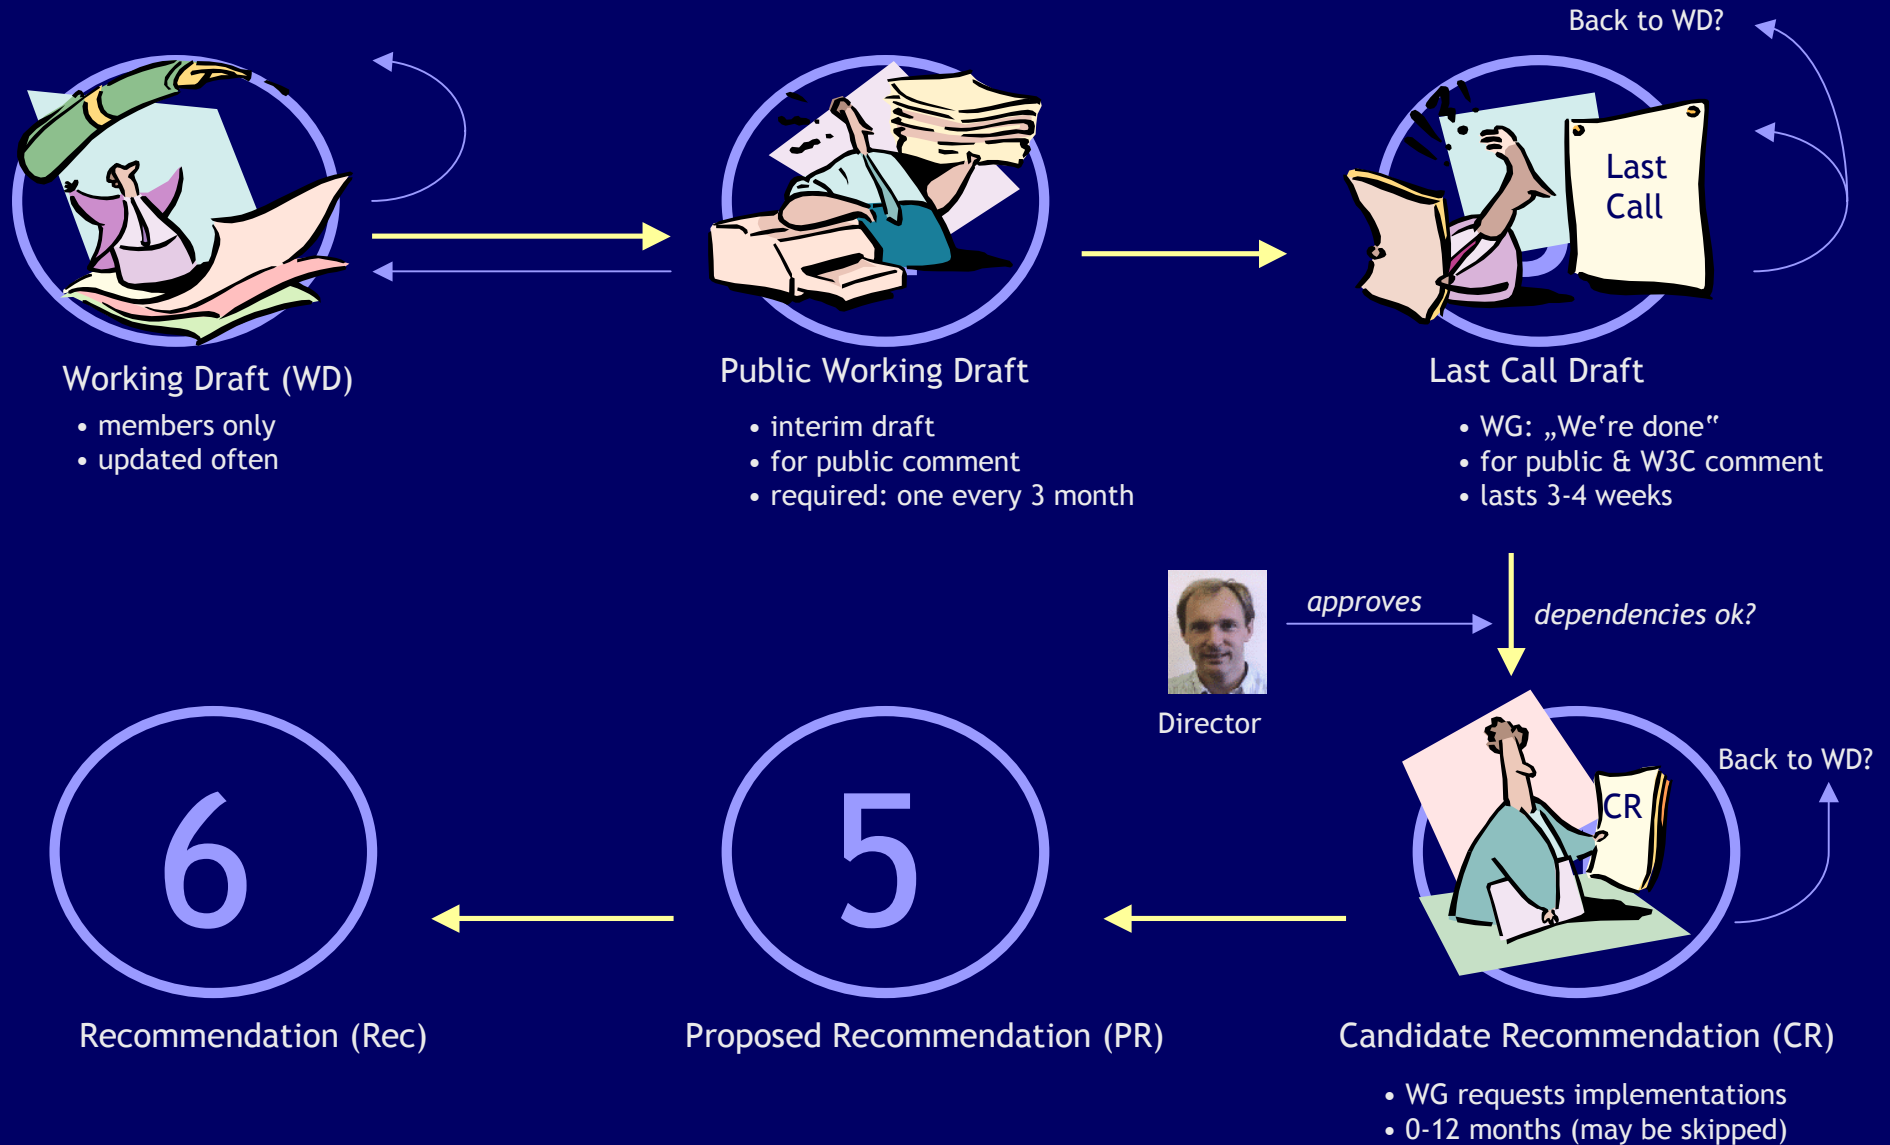 Back to WD?
Last
Call
Working Draft (WD)
• members only
• updated often
Public Working Draft
• interim draft
• for public comment
• required: one every 3 month
Last Call Draft
• WG: „We‘re done“
• for public & W3C comment
• lasts 3-4 weeks
approves
dependencies ok?
Director
Back to WD?
CR
6
5
Recommendation (Rec)
Proposed Recommendation (PR)
Candidate Recommendation (CR)
• WG requests implementations
• 0-12 months (may be skipped)